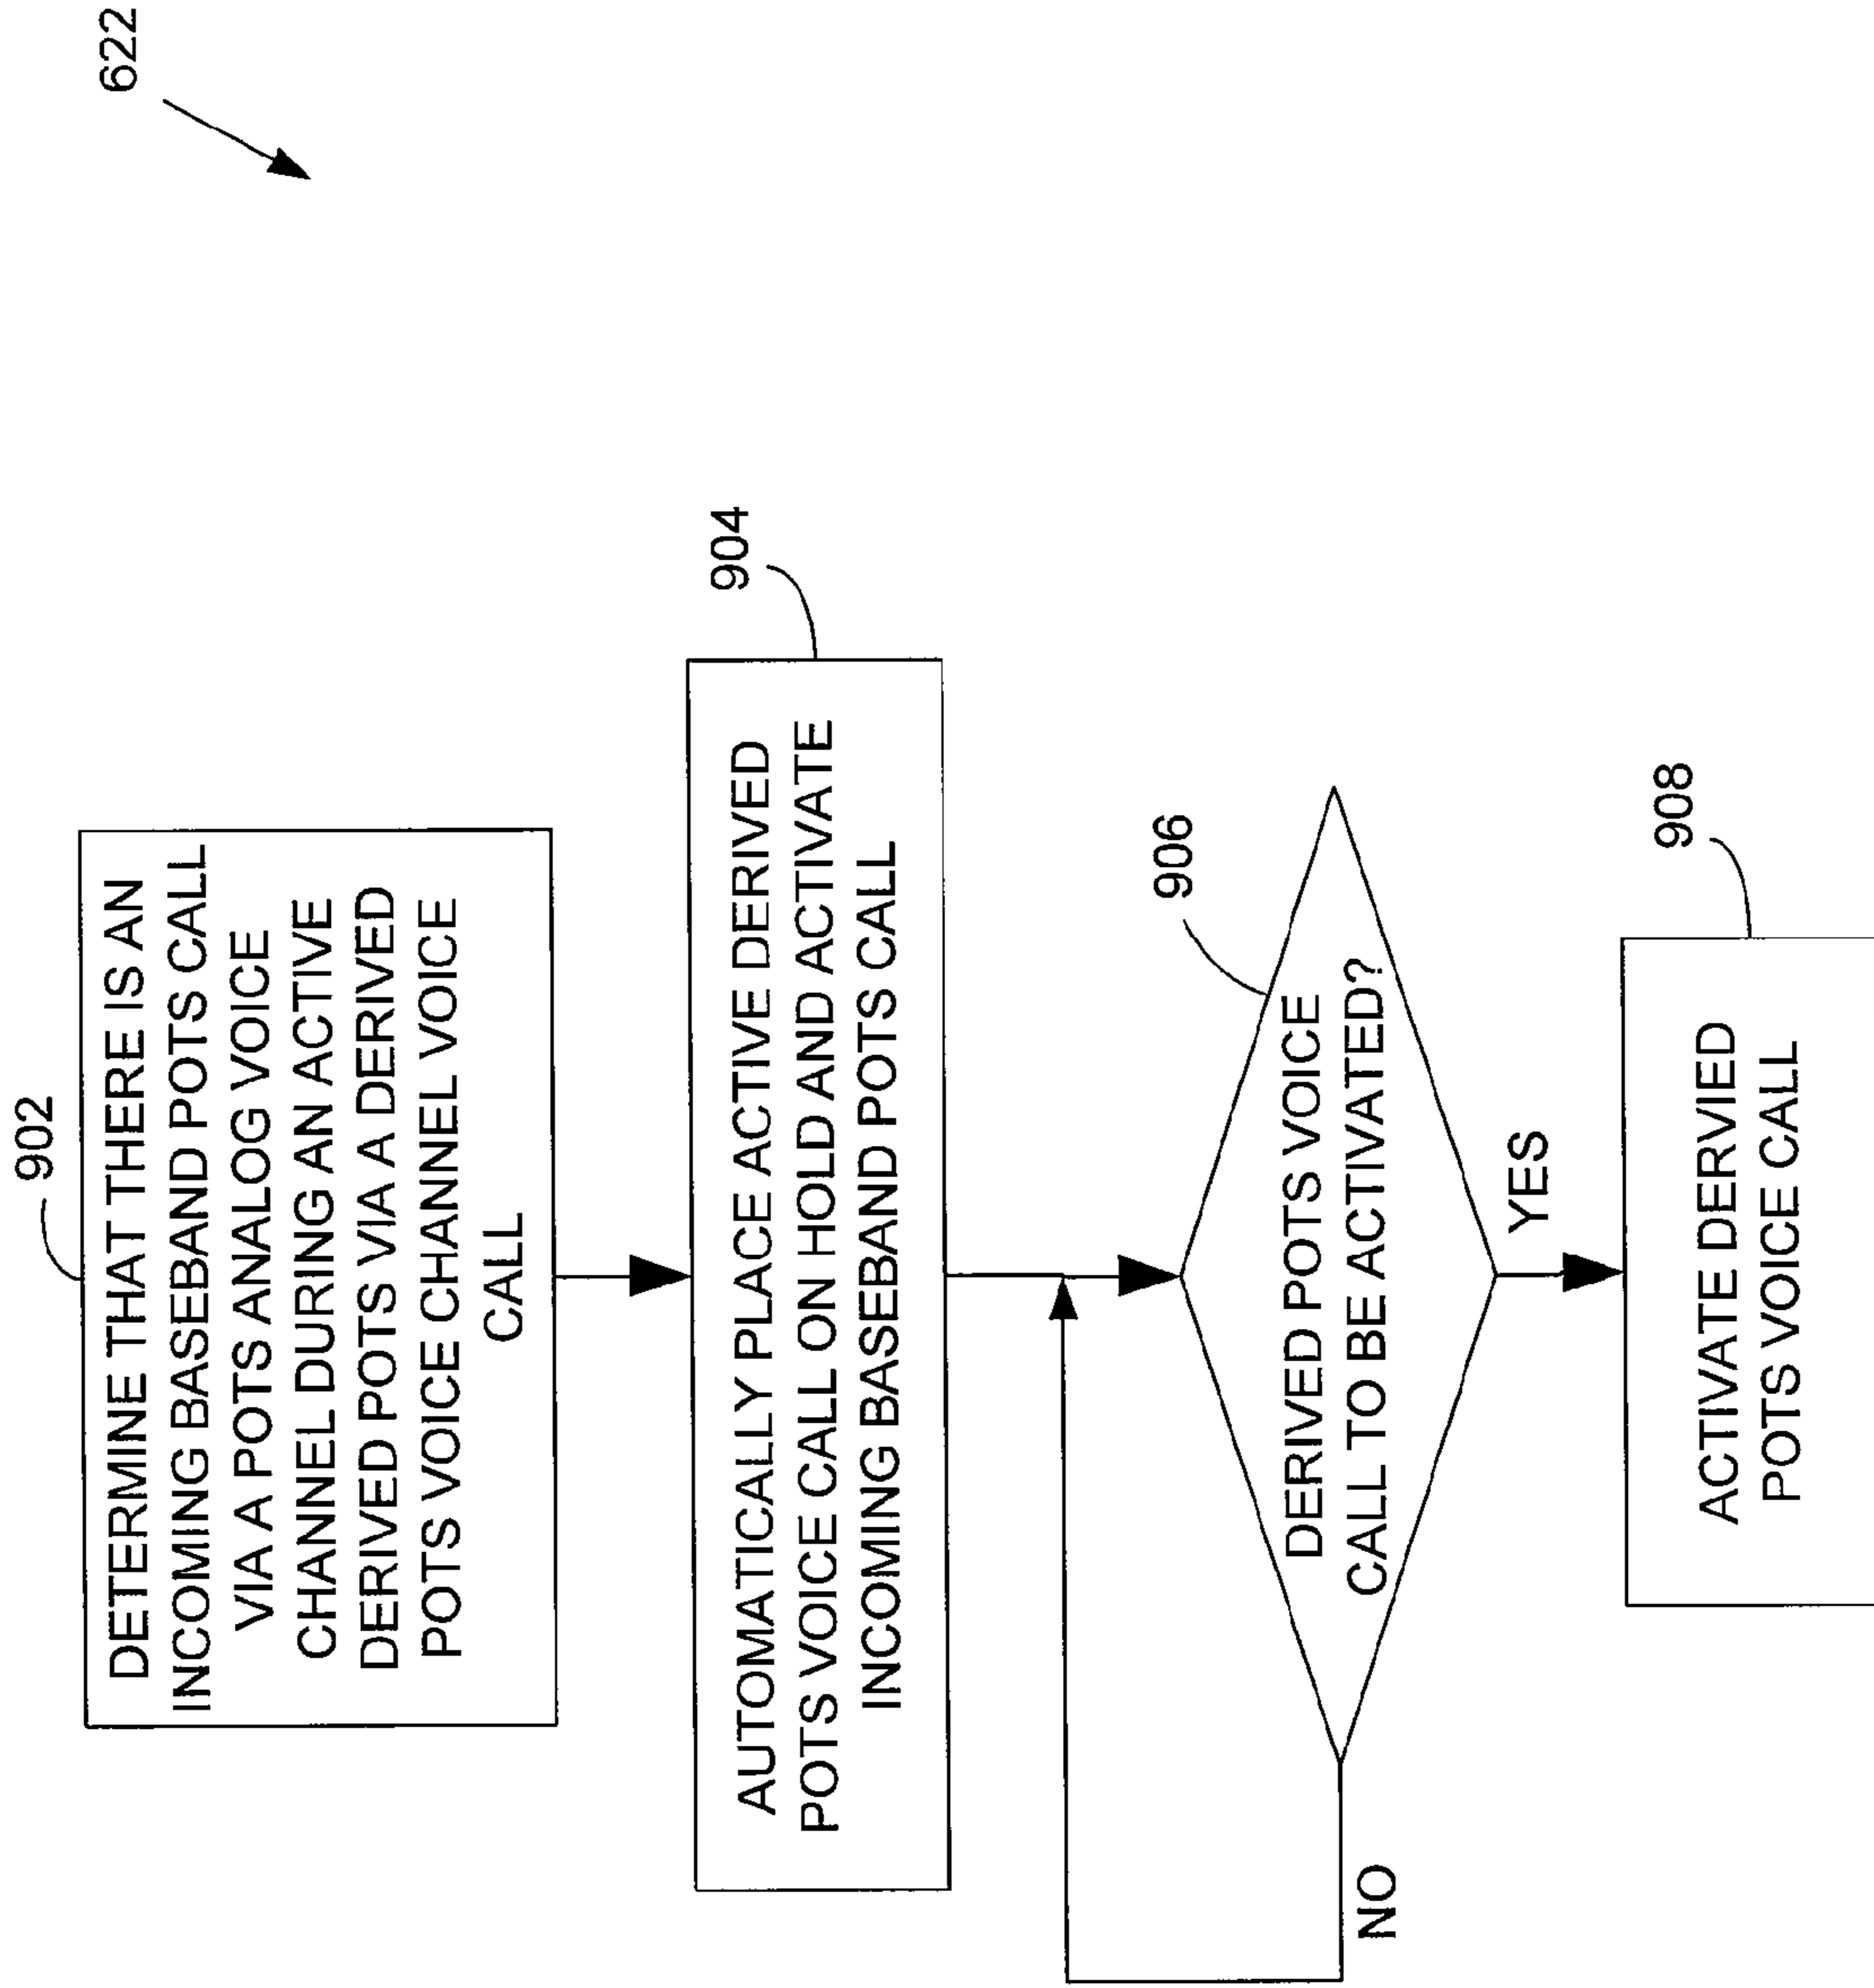 622
902
DETERMINE THAT THERE IS AN
INCOMING BASEBAND POTS CALL
VIA A POTS ANALOG VOICE
CHANNEL DURING AN ACTIVE
DERIVED POTS VIA A DERIVED
POTS VOICE CHANNEL VOICE
CALL
904
AUTOMATICALLY PLACE ACTIVE DERIVED
POTS VOICE CALL ON HOLD AND ACTIVATE
INCOMING BASEBAND POTS CALL
906
DERIVED POTS VOICE
CALL TO BE ACTIVATED?
NO
YES
908
ACTIVATE DERVIED
POTS VOICE CALL